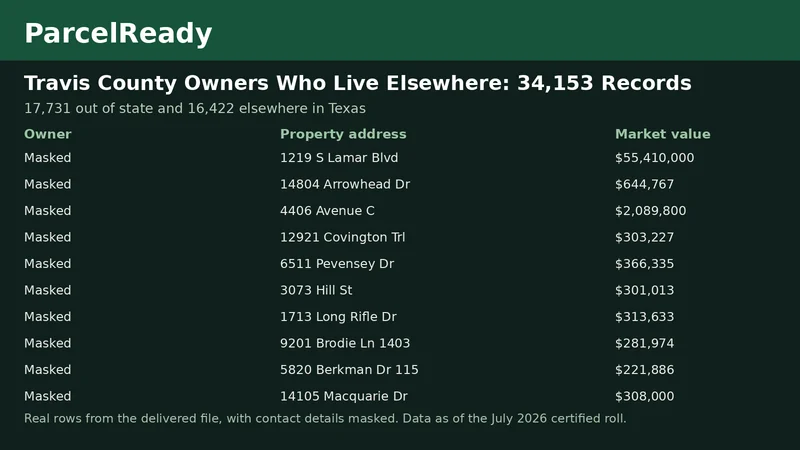 ParcelReady
Travis County Owners Who Live Elsewhere: 34,153 Records
17,731 out of state and 16,422 elsewhere in Texas
Owner Property address Market value
Masked 1219 S Lamar Blvd $55,410,000
Masked 14804 Arrowhead Dr $644,767
Masked 4406 Avenue C $2,089,800
Masked 12921 Covington Trl $303,227
Masked 6511 Pevensey Dr $366,335
Masked 3073 Hill St $301,013
Masked 1713 Long Rifle Dr $313,633
Masked 9201 Brodie Ln 1403 $281,974
Masked 5820 Berkman Dr 115 $221,886
Masked 14105 Macquarie Dr $308,000
Real rows from the delivered file, with contact details masked. Data as of the July 2026 certified roll.